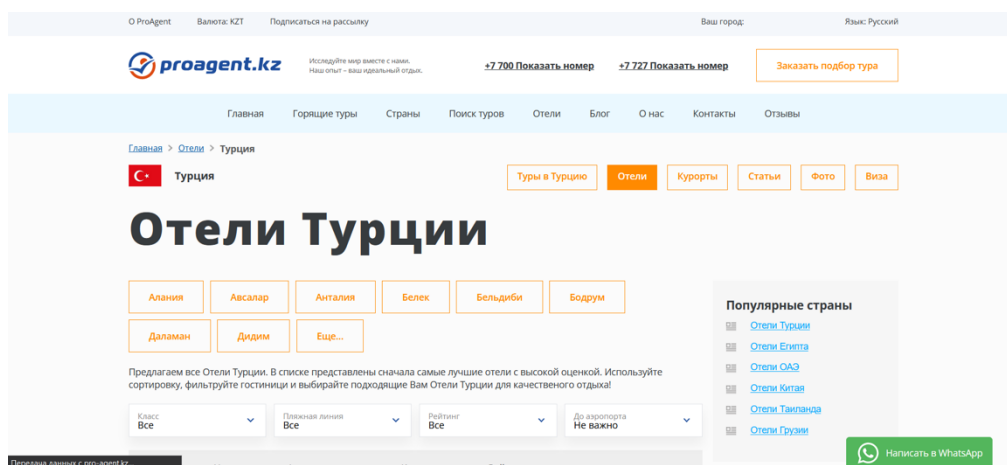 О ProAgent Валюта: KZT Подписаться на рассылку Ваш город: Язык: Русский
proagent.kz
Исследуйте мир вместе с нами.
Наш опыт – ваш идеальный отдых.
+7 700 Показать номер +7 727 Показать номер
Заказать подбор тура
Главная Горящие туры Страны Поиск туров Отели Блог О нас Контакты Отзывы
Главная > Отели > Турция
Турция
Туры в Турцию Отели Курорты Статьи Фото Виза
Отели Турции
Алания Авсалар Анталия Белек Бельдиби Бодрум
Даламан Дидим Еще...
Предлагаем все Отели Турции. В списке представлены сначала самые лучшие отели с высокой оценкой. Используйте
сортировку, фильтруйте гостиници и выбирайте подходящие Вам Отели Турции для качественного отдыха!
Класс Пляжная линия Рейтинг До аэропорта
Все Все Все Не важно
Популярные страны
Отели Турции
Отели Египта
Отели ОАЭ
Отели Китая
Отели Таиланда
Отели Грузии
Написать в WhatsApp
Передача данных с pro-agent.kz...